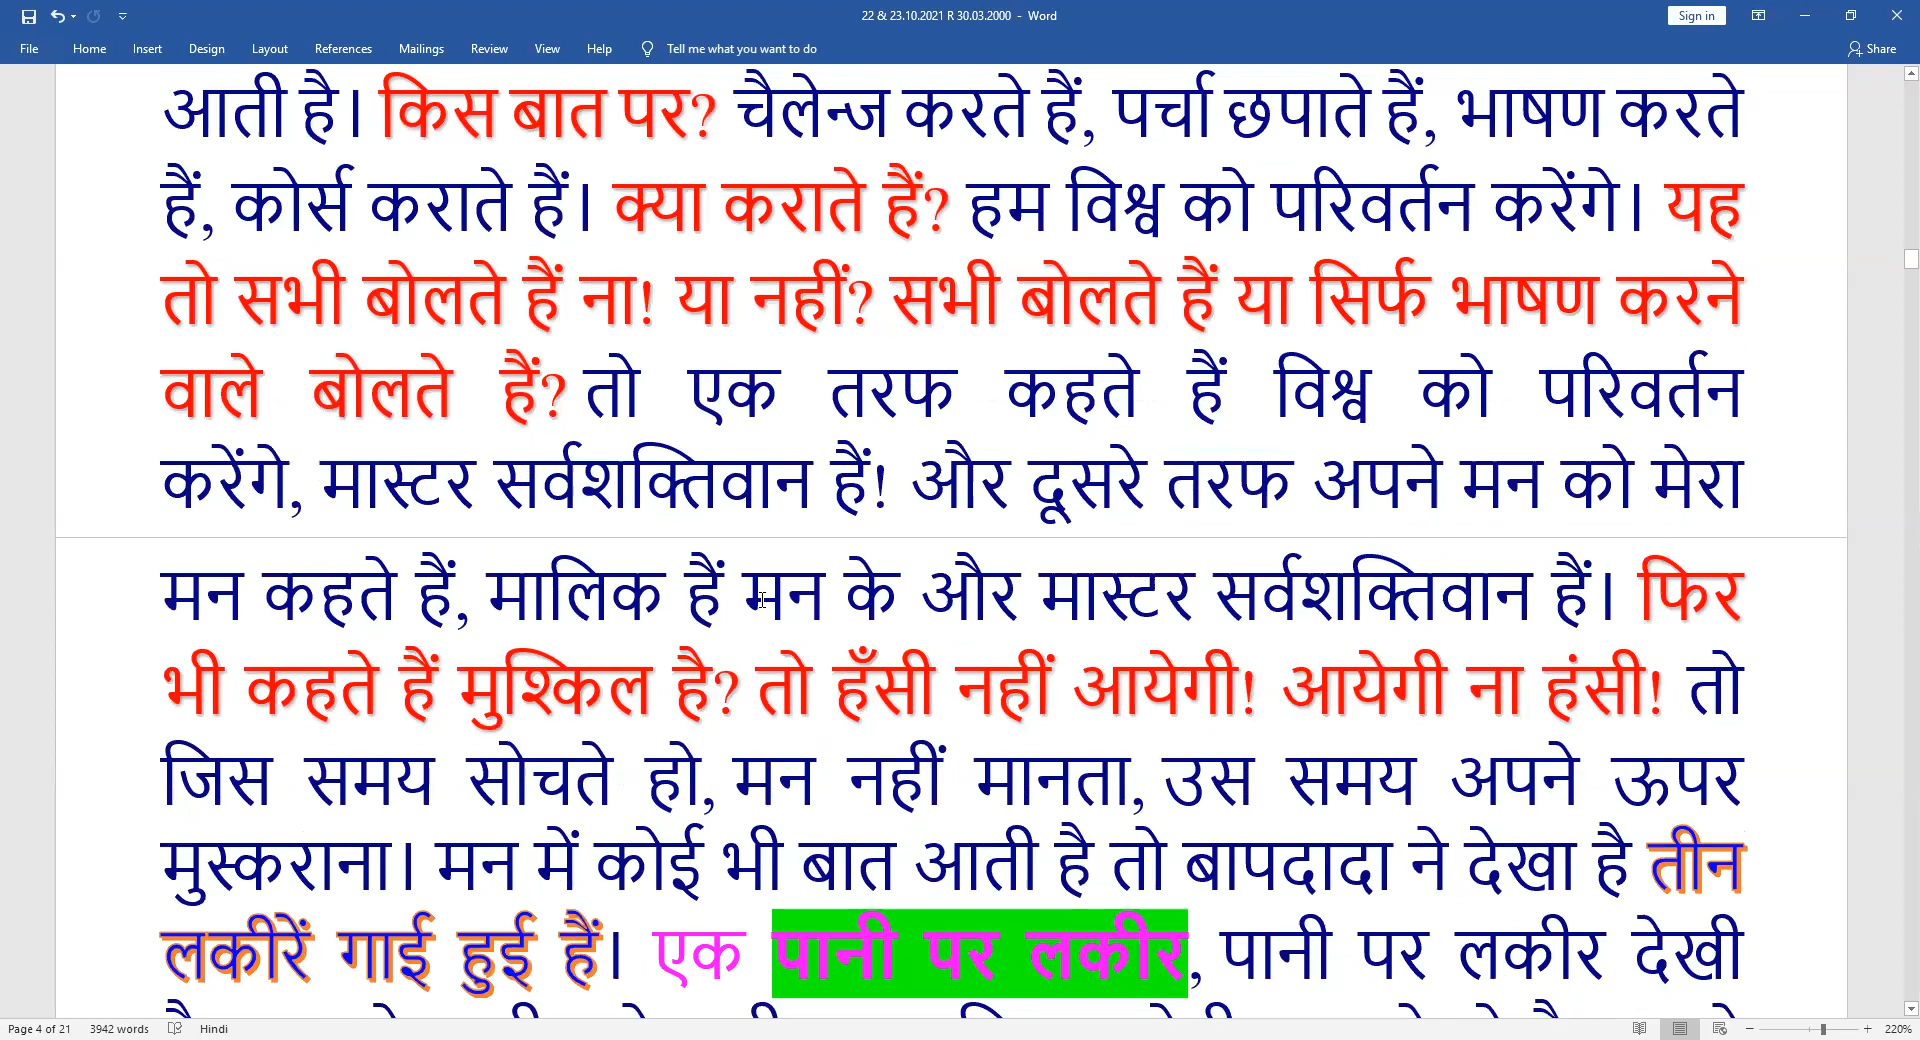 22 & 23.10.2021 R 30.03.2000 - Word
Sign in
File Home Insert Design Layout References Mailings Review View Help Tell me what you want to do Share
आती है। किस बात पर? चैलेन्ज करते हैं, पर्चा छपाते हैं, भाषण करते
हैं, कोर्स कराते हैं। क्या कराते हैं? हम विश्व को परिवर्तन करेंगे। यह
तो सभी बोलते हैं ना! या नहीं? सभी बोलते हैं या सिर्फ भाषण करने
वाले बोलते हैं? तो एक तरफ कहते हैं विश्व को परिवर्तन
करेंगे, मास्टर सर्वशक्तिवान हैं! और दूसरे तरफ अपने मन को मेरा
मन कहते हैं, मालिक हैं मन के और मास्टर सर्वशक्तिवान हैं। फिर
भी कहते हैं मुश्किल है? तो हँसी नहीं आयेगी! आयेगी ना हंसी! तो
जिस समय सोचते हो, मन नहीं मानता, उस समय अपने ऊपर
मुस्कराना। मन में कोई भी बात आती है तो बापदादा ने देखा है तीन
लकीरें गाई हुई हैं। एक पानी पर लकीर, पानी पर लकीर देखी
Page 4 of 21 3942 words Hindi 220%